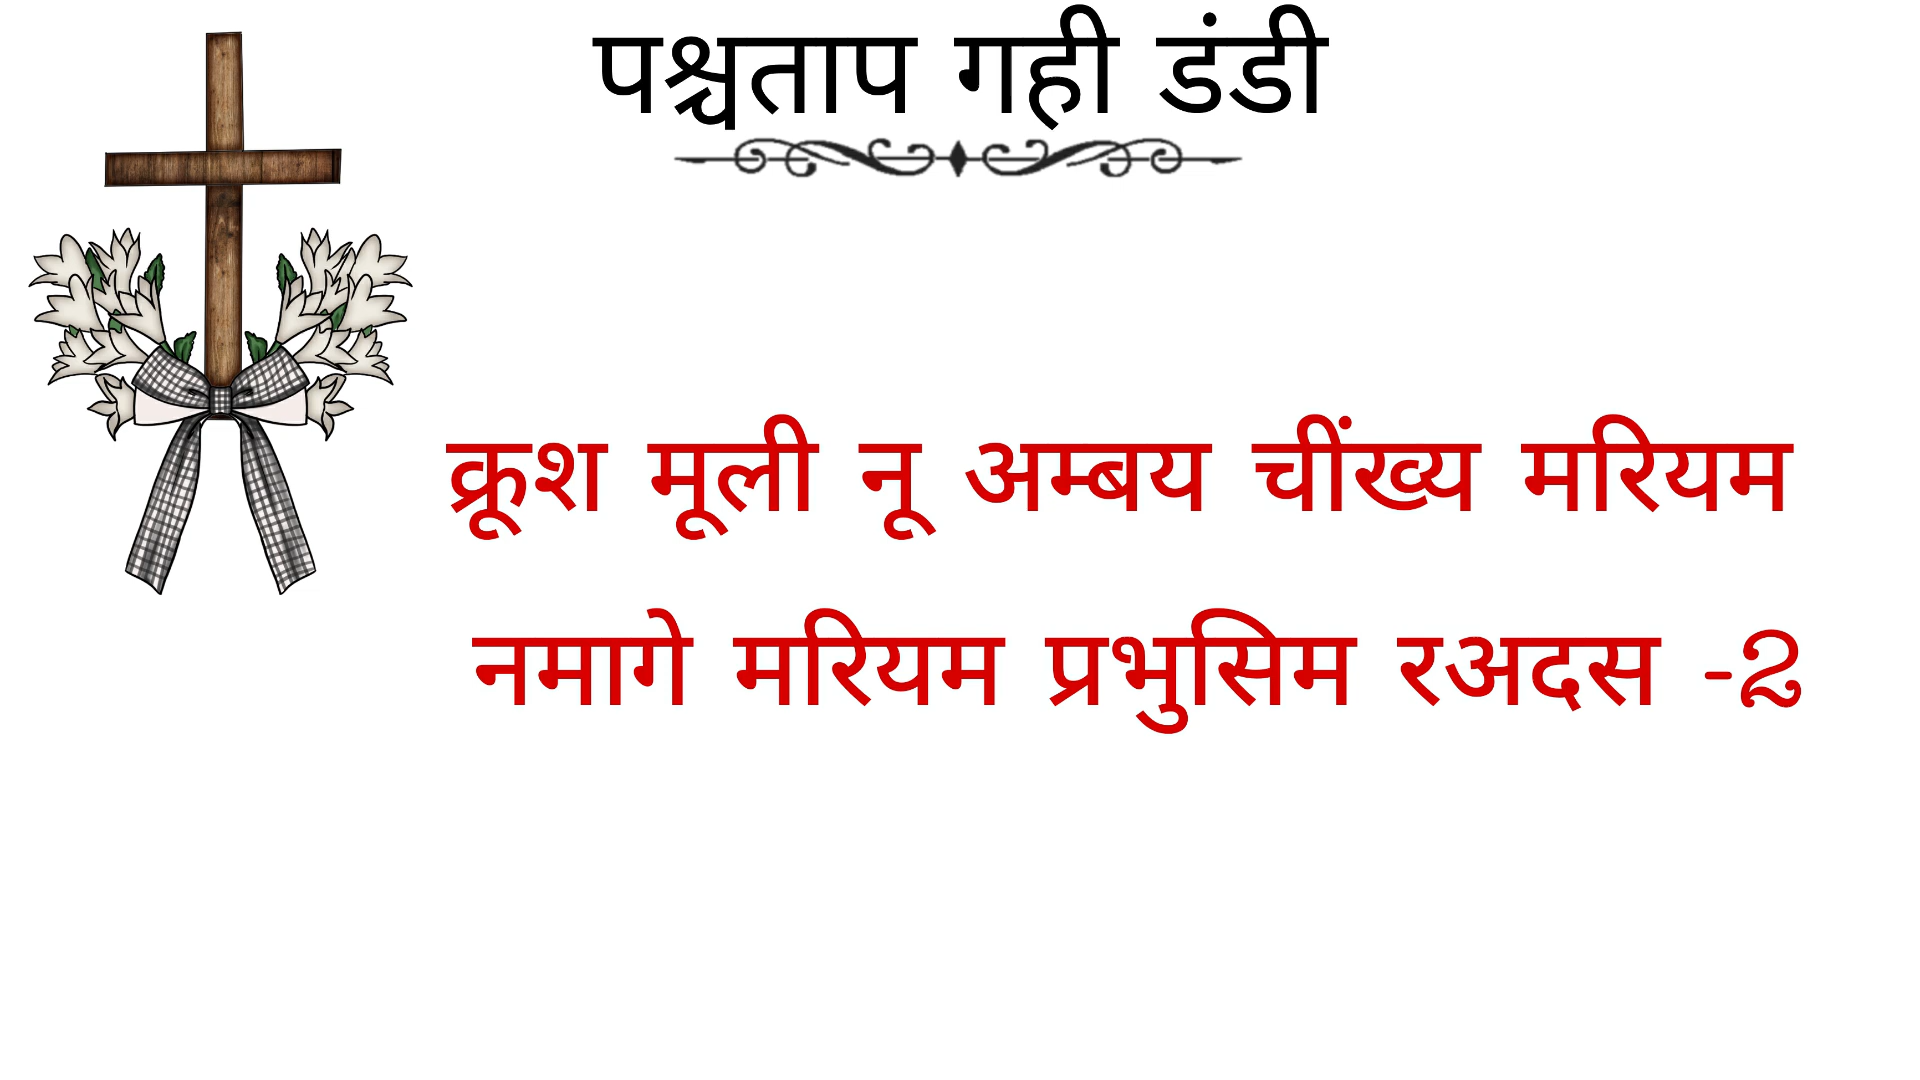 पश्चताप गही डंडी
क्रूश मूली नू अम्बय चींख्य मरियम
नमागे मरियम प्रभुसिम रअदस -2